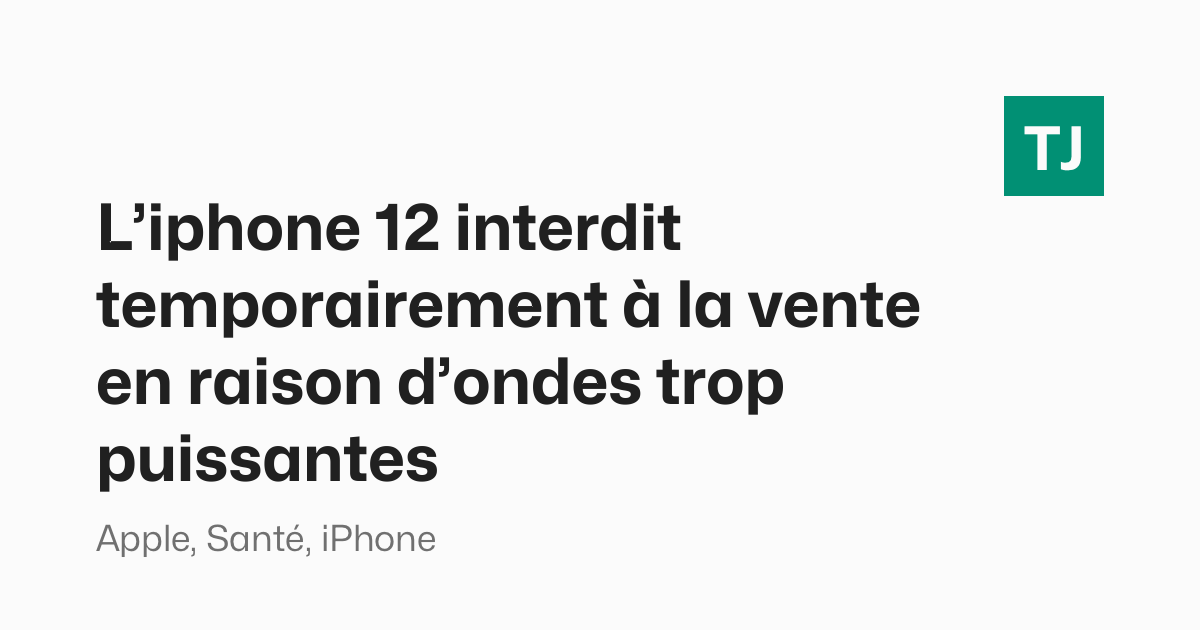 TJ
L’iphone 12 interdit
temporairement à la vente
en raison d’ondes trop
puissantes
Apple, Santé, iPhone